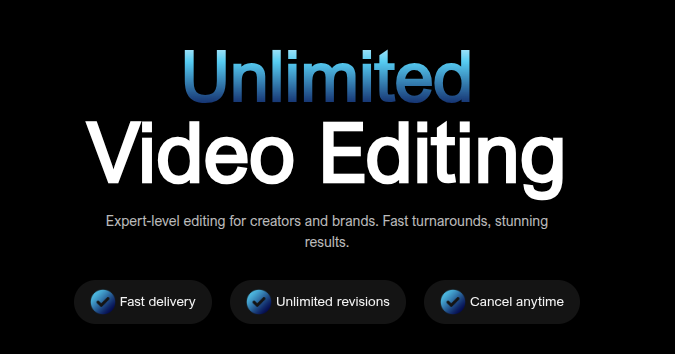 Unlimited
Video Editing
Expert-level editing for creators and brands. Fast turnarounds, stunning
results.
Fast delivery
Unlimited revisions
Cancel anytime